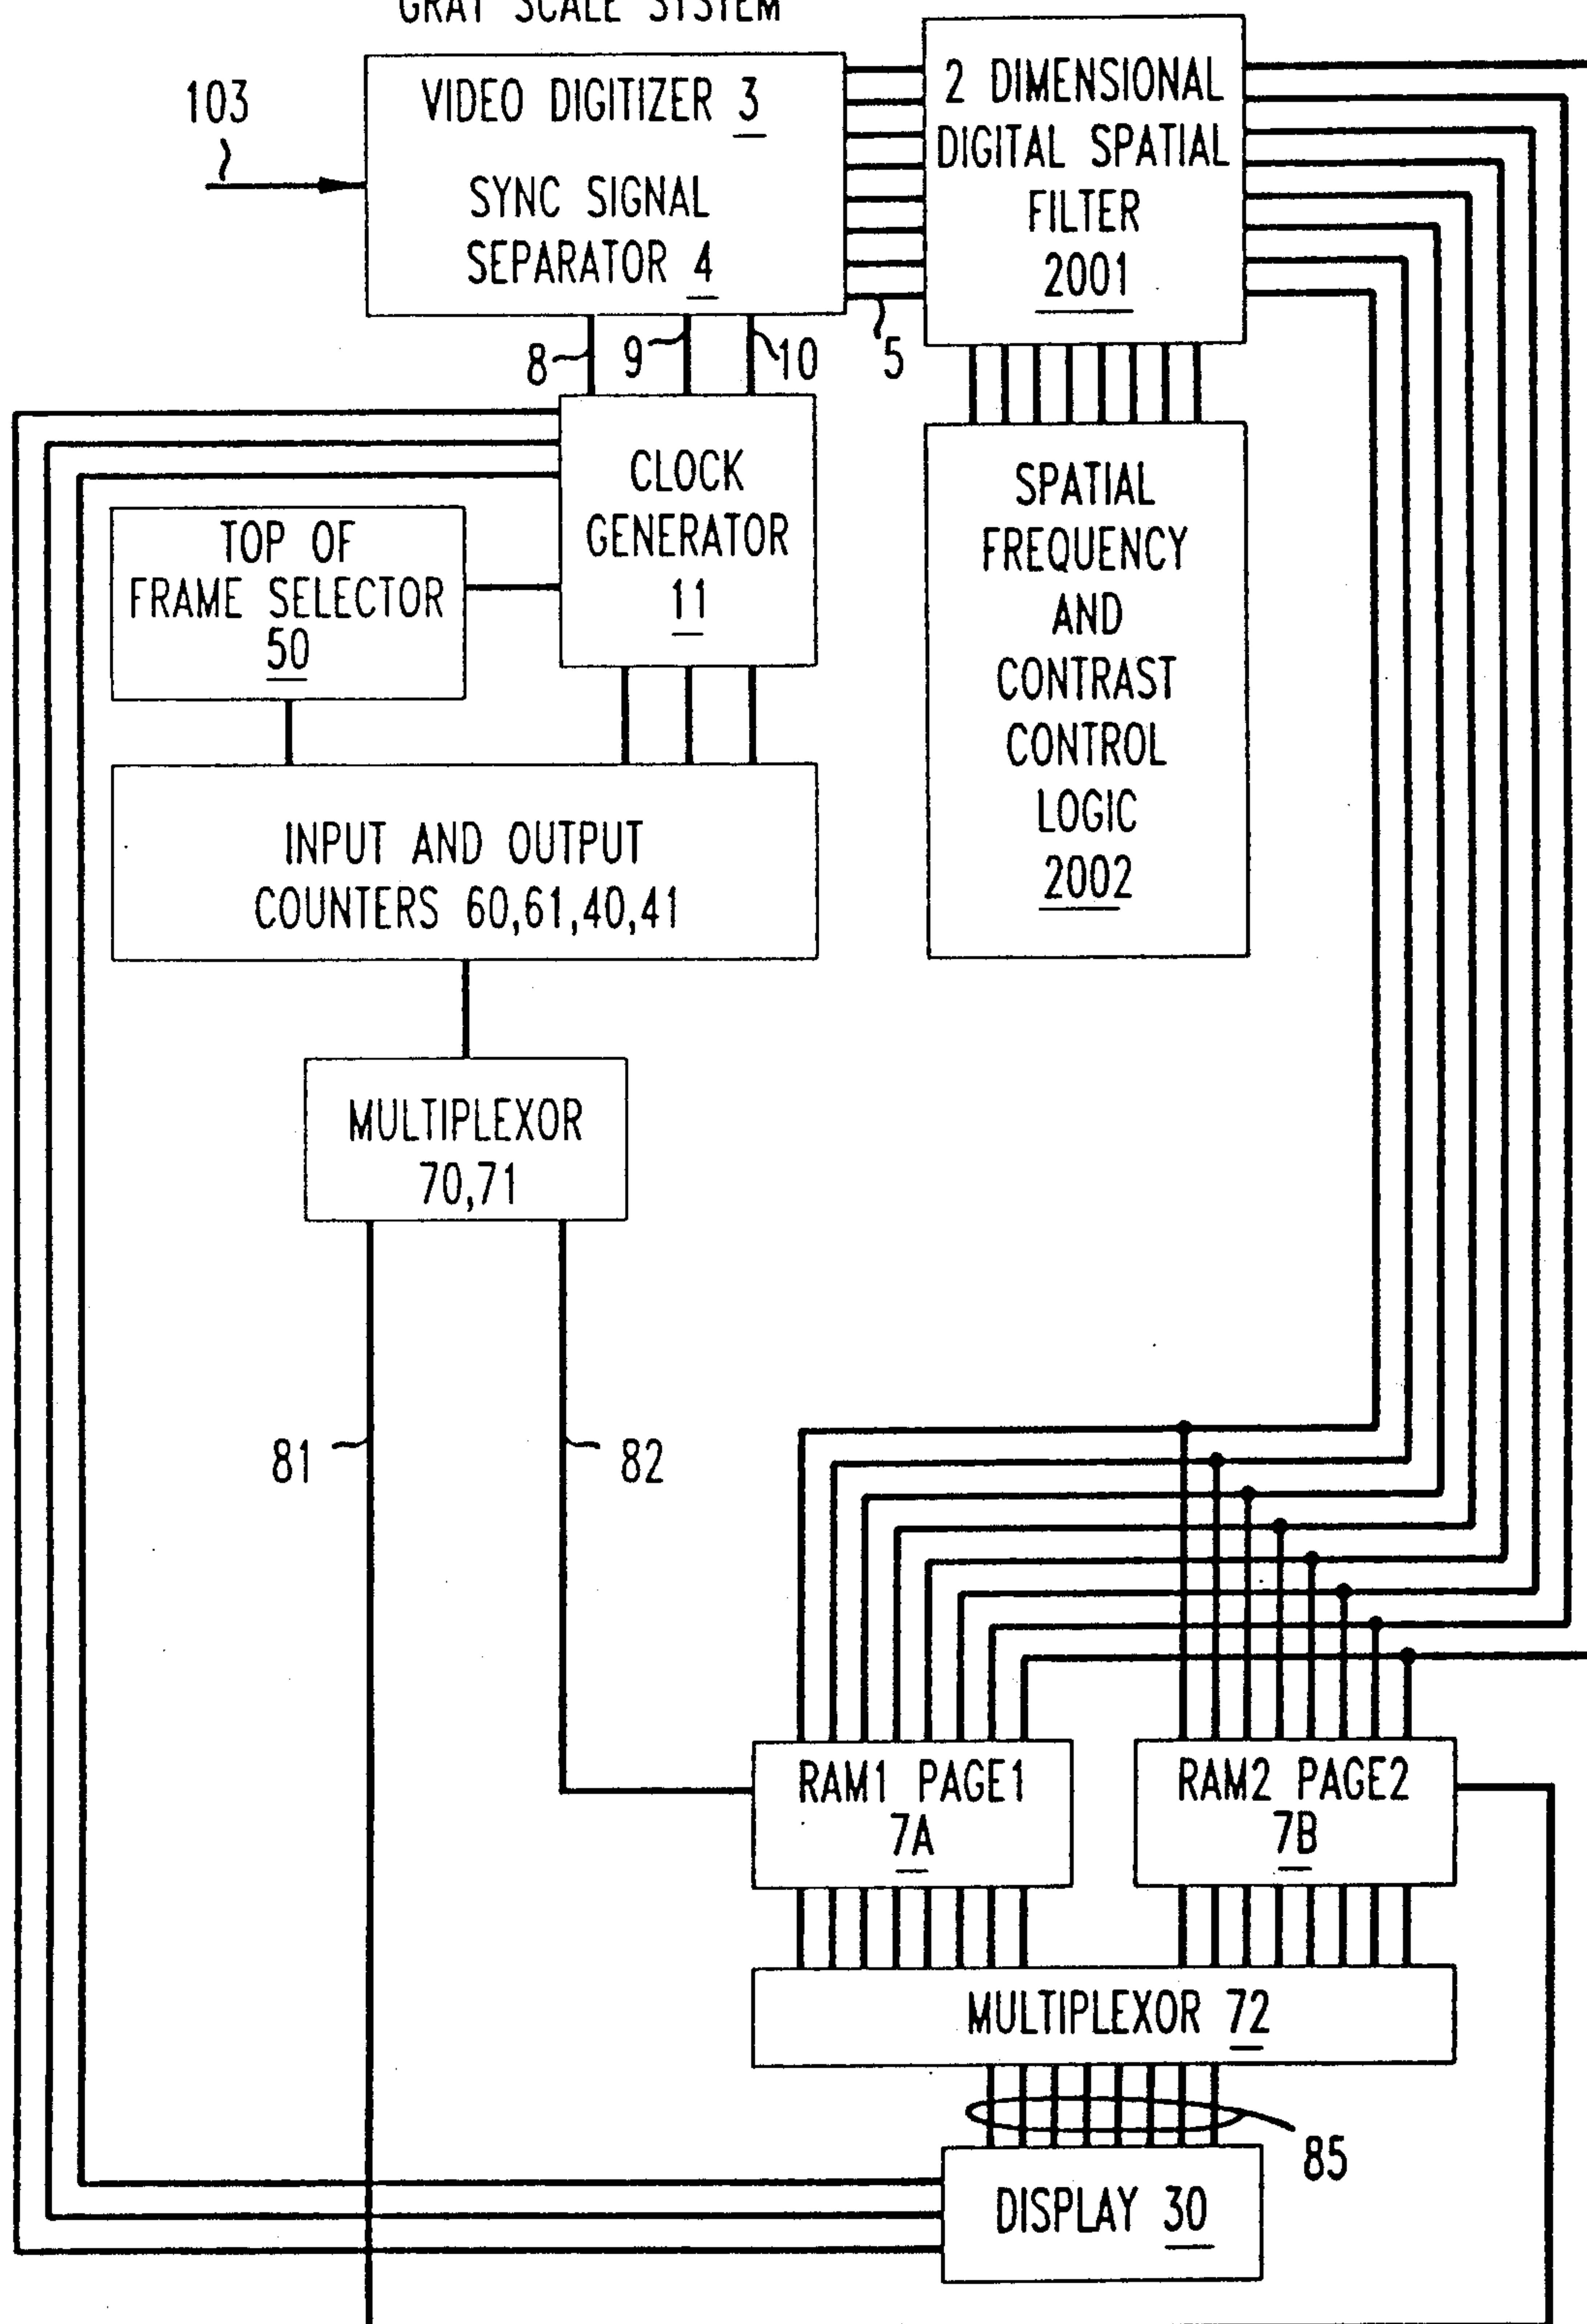 GRAY SCALE SYSTEM
103
VIDEO DIGITIZER 3
SYNC SIGNAL
SEPARATOR 4
2 DIMENSIONAL
DIGITAL SPATIAL
FILTER
2001
8
9
10
5
CLOCK
GENERATOR
11
TOP OF
FRAME SELECTOR
50
SPATIAL
FREQUENCY
AND
CONTRAST
CONTROL
LOGIC
2002
INPUT AND OUTPUT
COUNTERS 60,61,40,41
MULTIPLEXOR
70,71
81
82
RAM1 PAGE1
7A
RAM2 PAGE2
7B
MULTIPLEXOR 72
85
DISPLAY 30